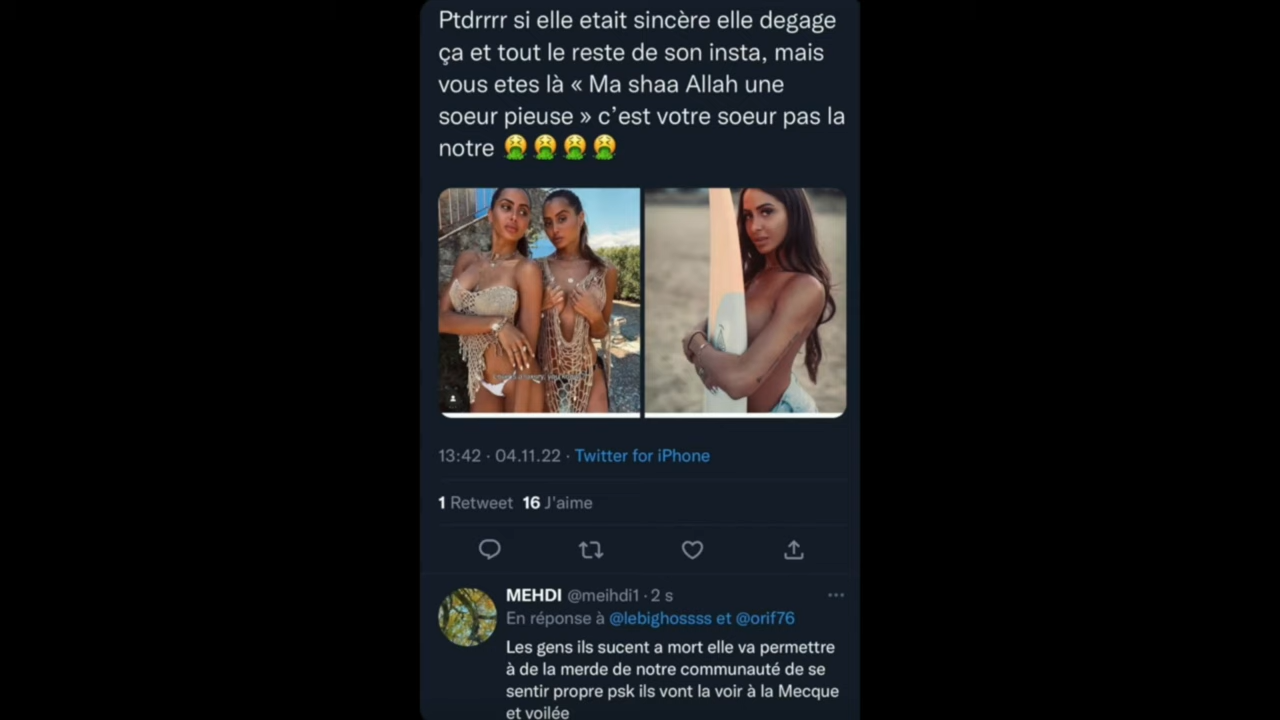 Ptdrrrr si elle etait sincère elle degage
ça et tout le reste de son insta, mais
vous etes là « Ma shaa Allah une
soeur pieuse » c’est votre soeur pas la
notre 🤮🤮🤮🤮
13:42 · 04.11.22 · Twitter for iPhone
1 Retweet 16 J'aime
MEHDI @meihdi1 · 2 s
En réponse à @lebighossss et @orif76
Les gens ils sucent a mort elle va permettre
à de la merde de notre communauté de se
sentir propre psk ils vont la voir à la Mecque
et voilée